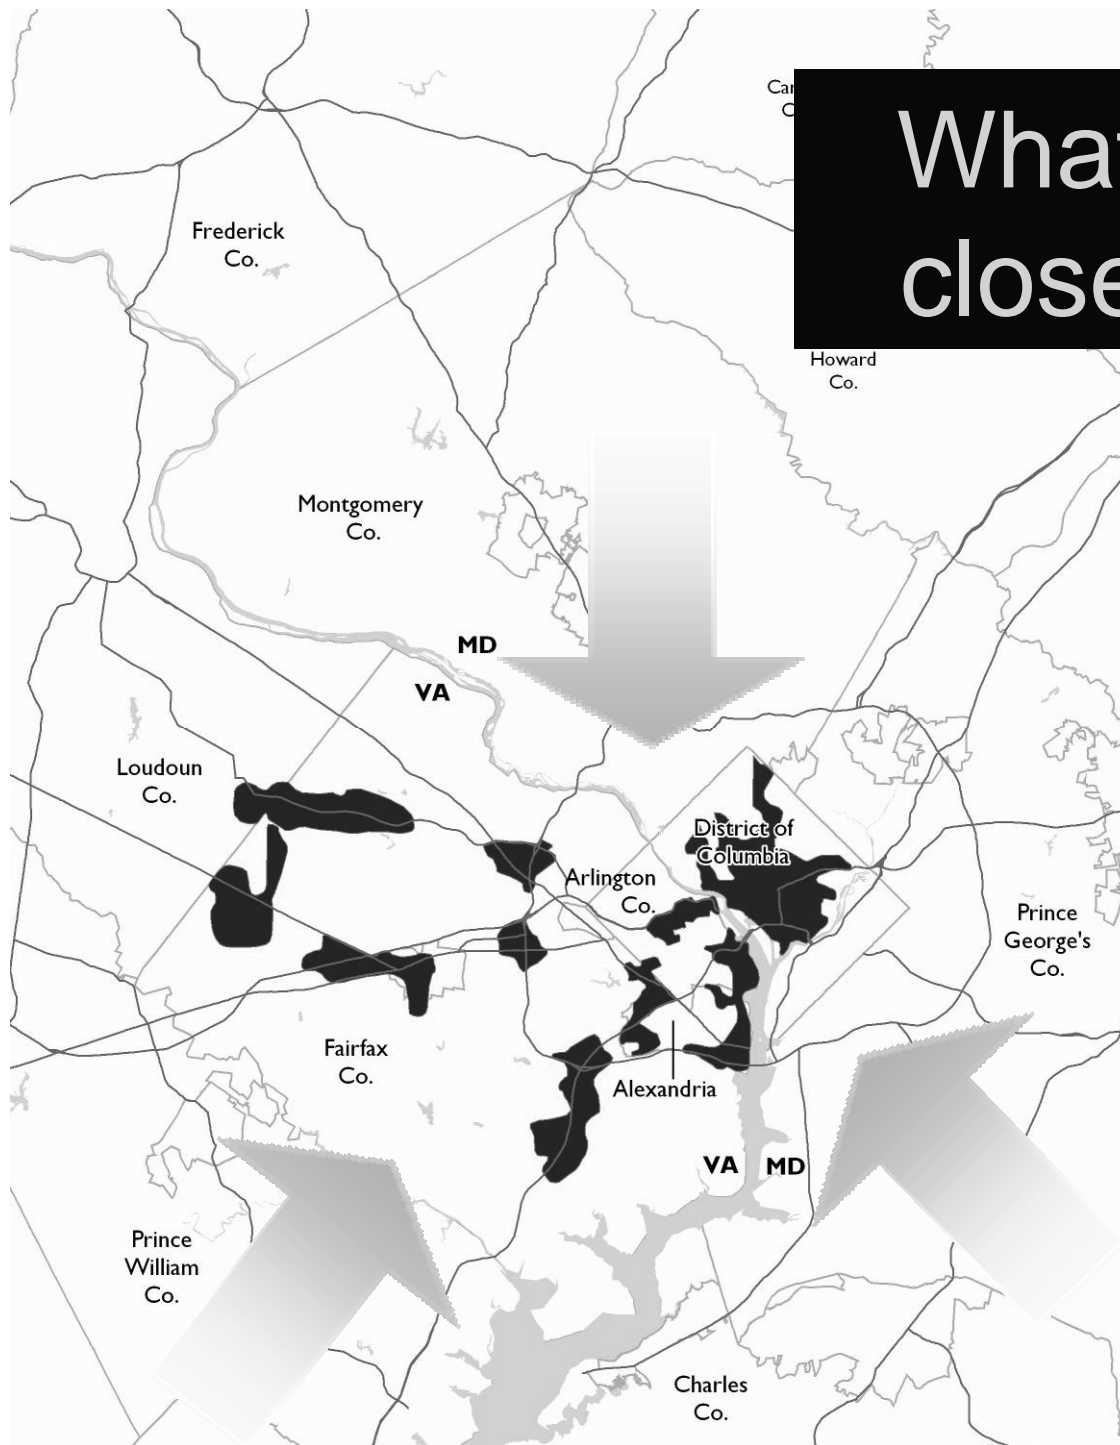 What
close
Frederick
Co.
Howard
Co.
Montgomery
Co.
MD
VA
Loudoun
Co.
District of
Columbia
Arlington
Co.
Prince
George's
Co.
Fairfax
Co.
Alexandria
VA
MD
Prince
William
Co.
Charles
Co.